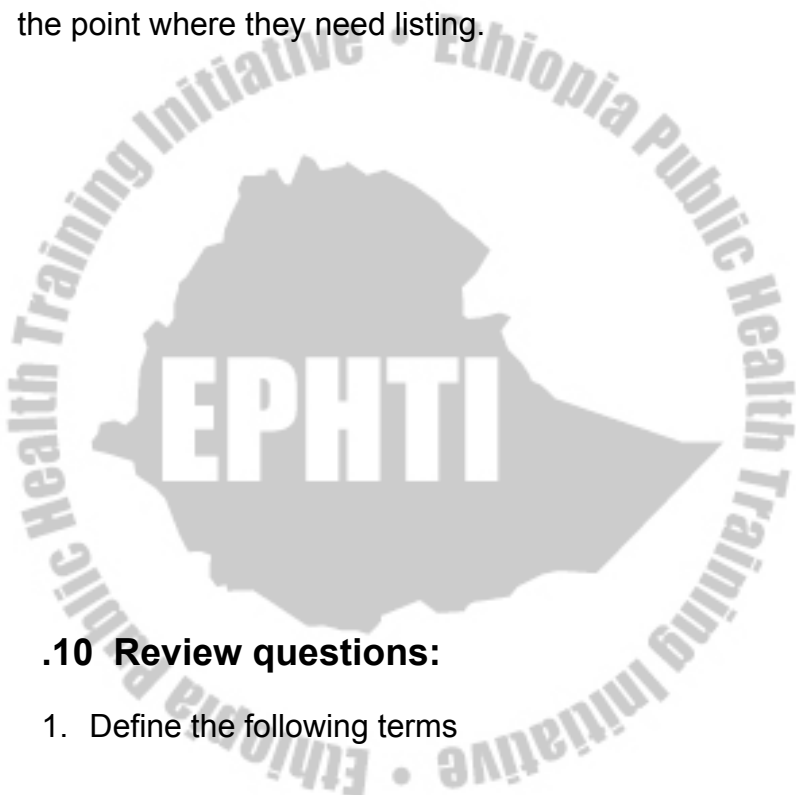 the point where they need listing.
Ethiopia Public Health Training Initiative • Ethiopia Public Health Training Initiative •
EPHTI
.10 Review questions:
1. Define the following terms